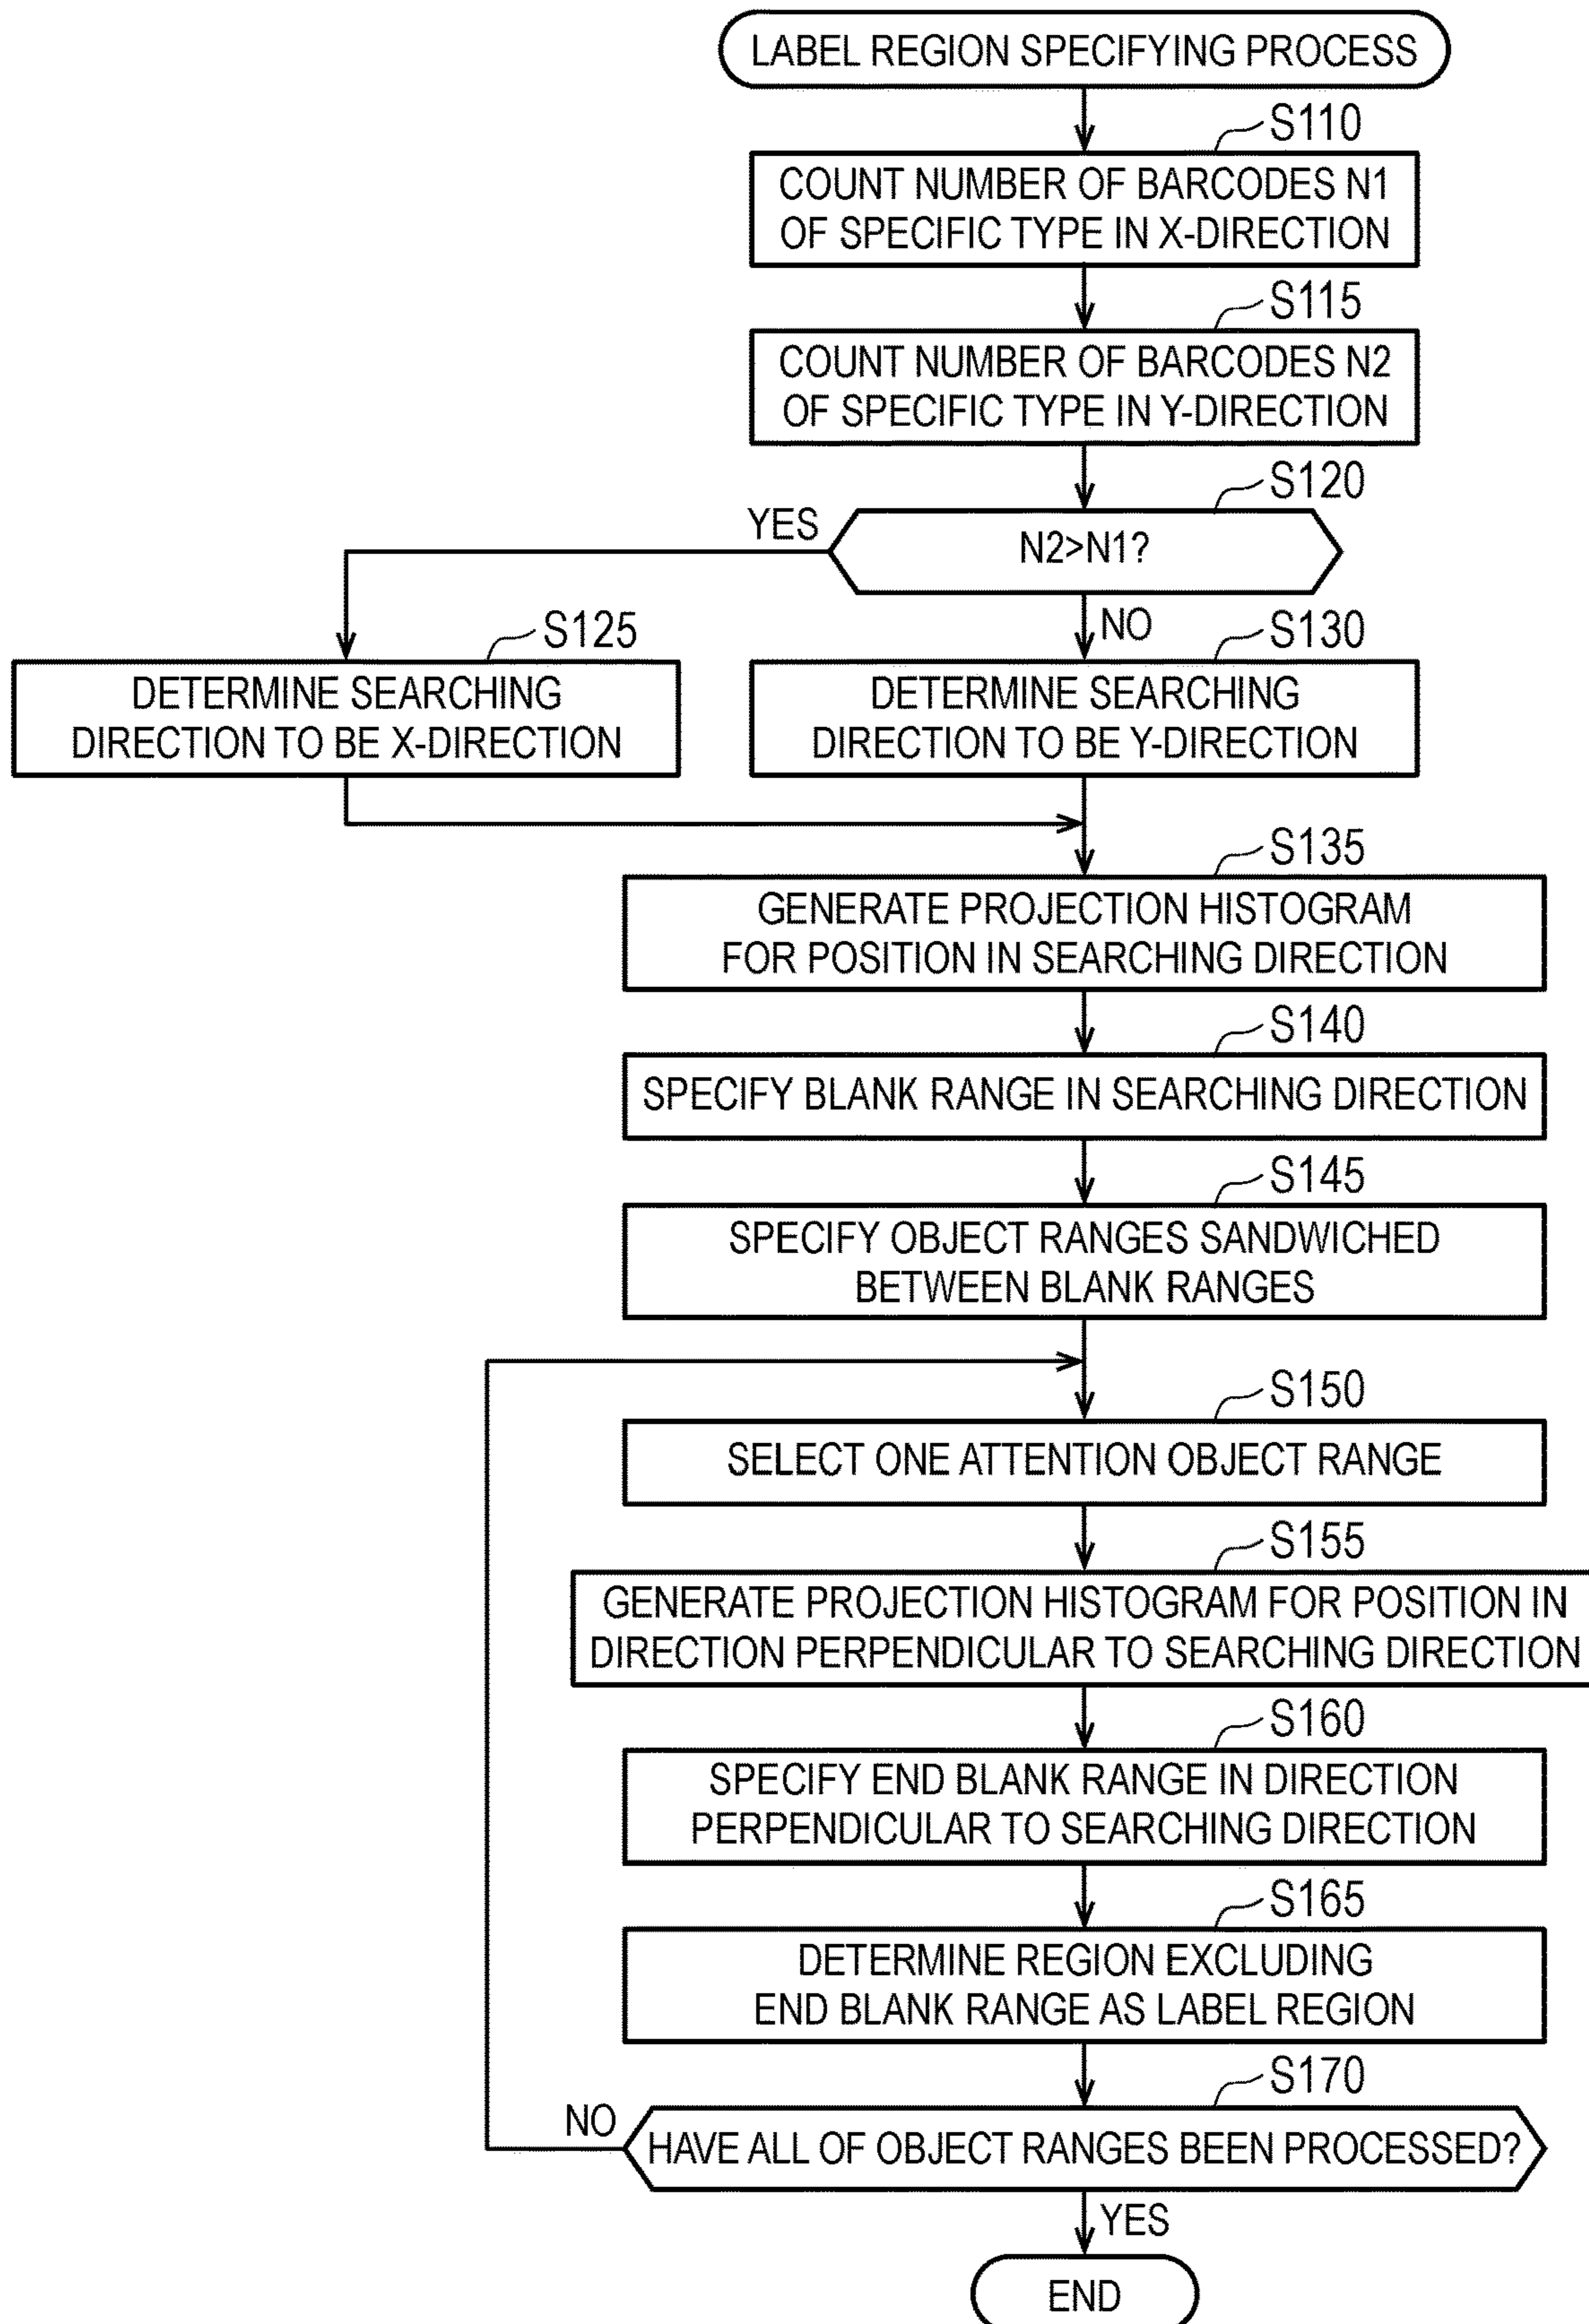 LABEL REGION SPECIFYING PROCESS
S110
COUNT NUMBER OF BARCODES N1
OF SPECIFIC TYPE IN X-DIRECTION
S115
COUNT NUMBER OF BARCODES N2
OF SPECIFIC TYPE IN Y-DIRECTION
S120
YES
N2>N1?
NO
S125
DETERMINE SEARCHING
DIRECTION TO BE X-DIRECTION
S130
DETERMINE SEARCHING
DIRECTION TO BE Y-DIRECTION
S135
GENERATE PROJECTION HISTOGRAM
FOR POSITION IN SEARCHING DIRECTION
S140
SPECIFY BLANK RANGE IN SEARCHING DIRECTION
S145
SPECIFY OBJECT RANGES SANDWICHED
BETWEEN BLANK RANGES
S150
SELECT ONE ATTENTION OBJECT RANGE
S155
GENERATE PROJECTION HISTOGRAM FOR POSITION IN
DIRECTION PERPENDICULAR TO SEARCHING DIRECTION
S160
SPECIFY END BLANK RANGE IN DIRECTION
PERPENDICULAR TO SEARCHING DIRECTION
S165
DETERMINE REGION EXCLUDING
END BLANK RANGE AS LABEL REGION
S170
NO
HAVE ALL OF OBJECT RANGES BEEN PROCESSED?
YES
END